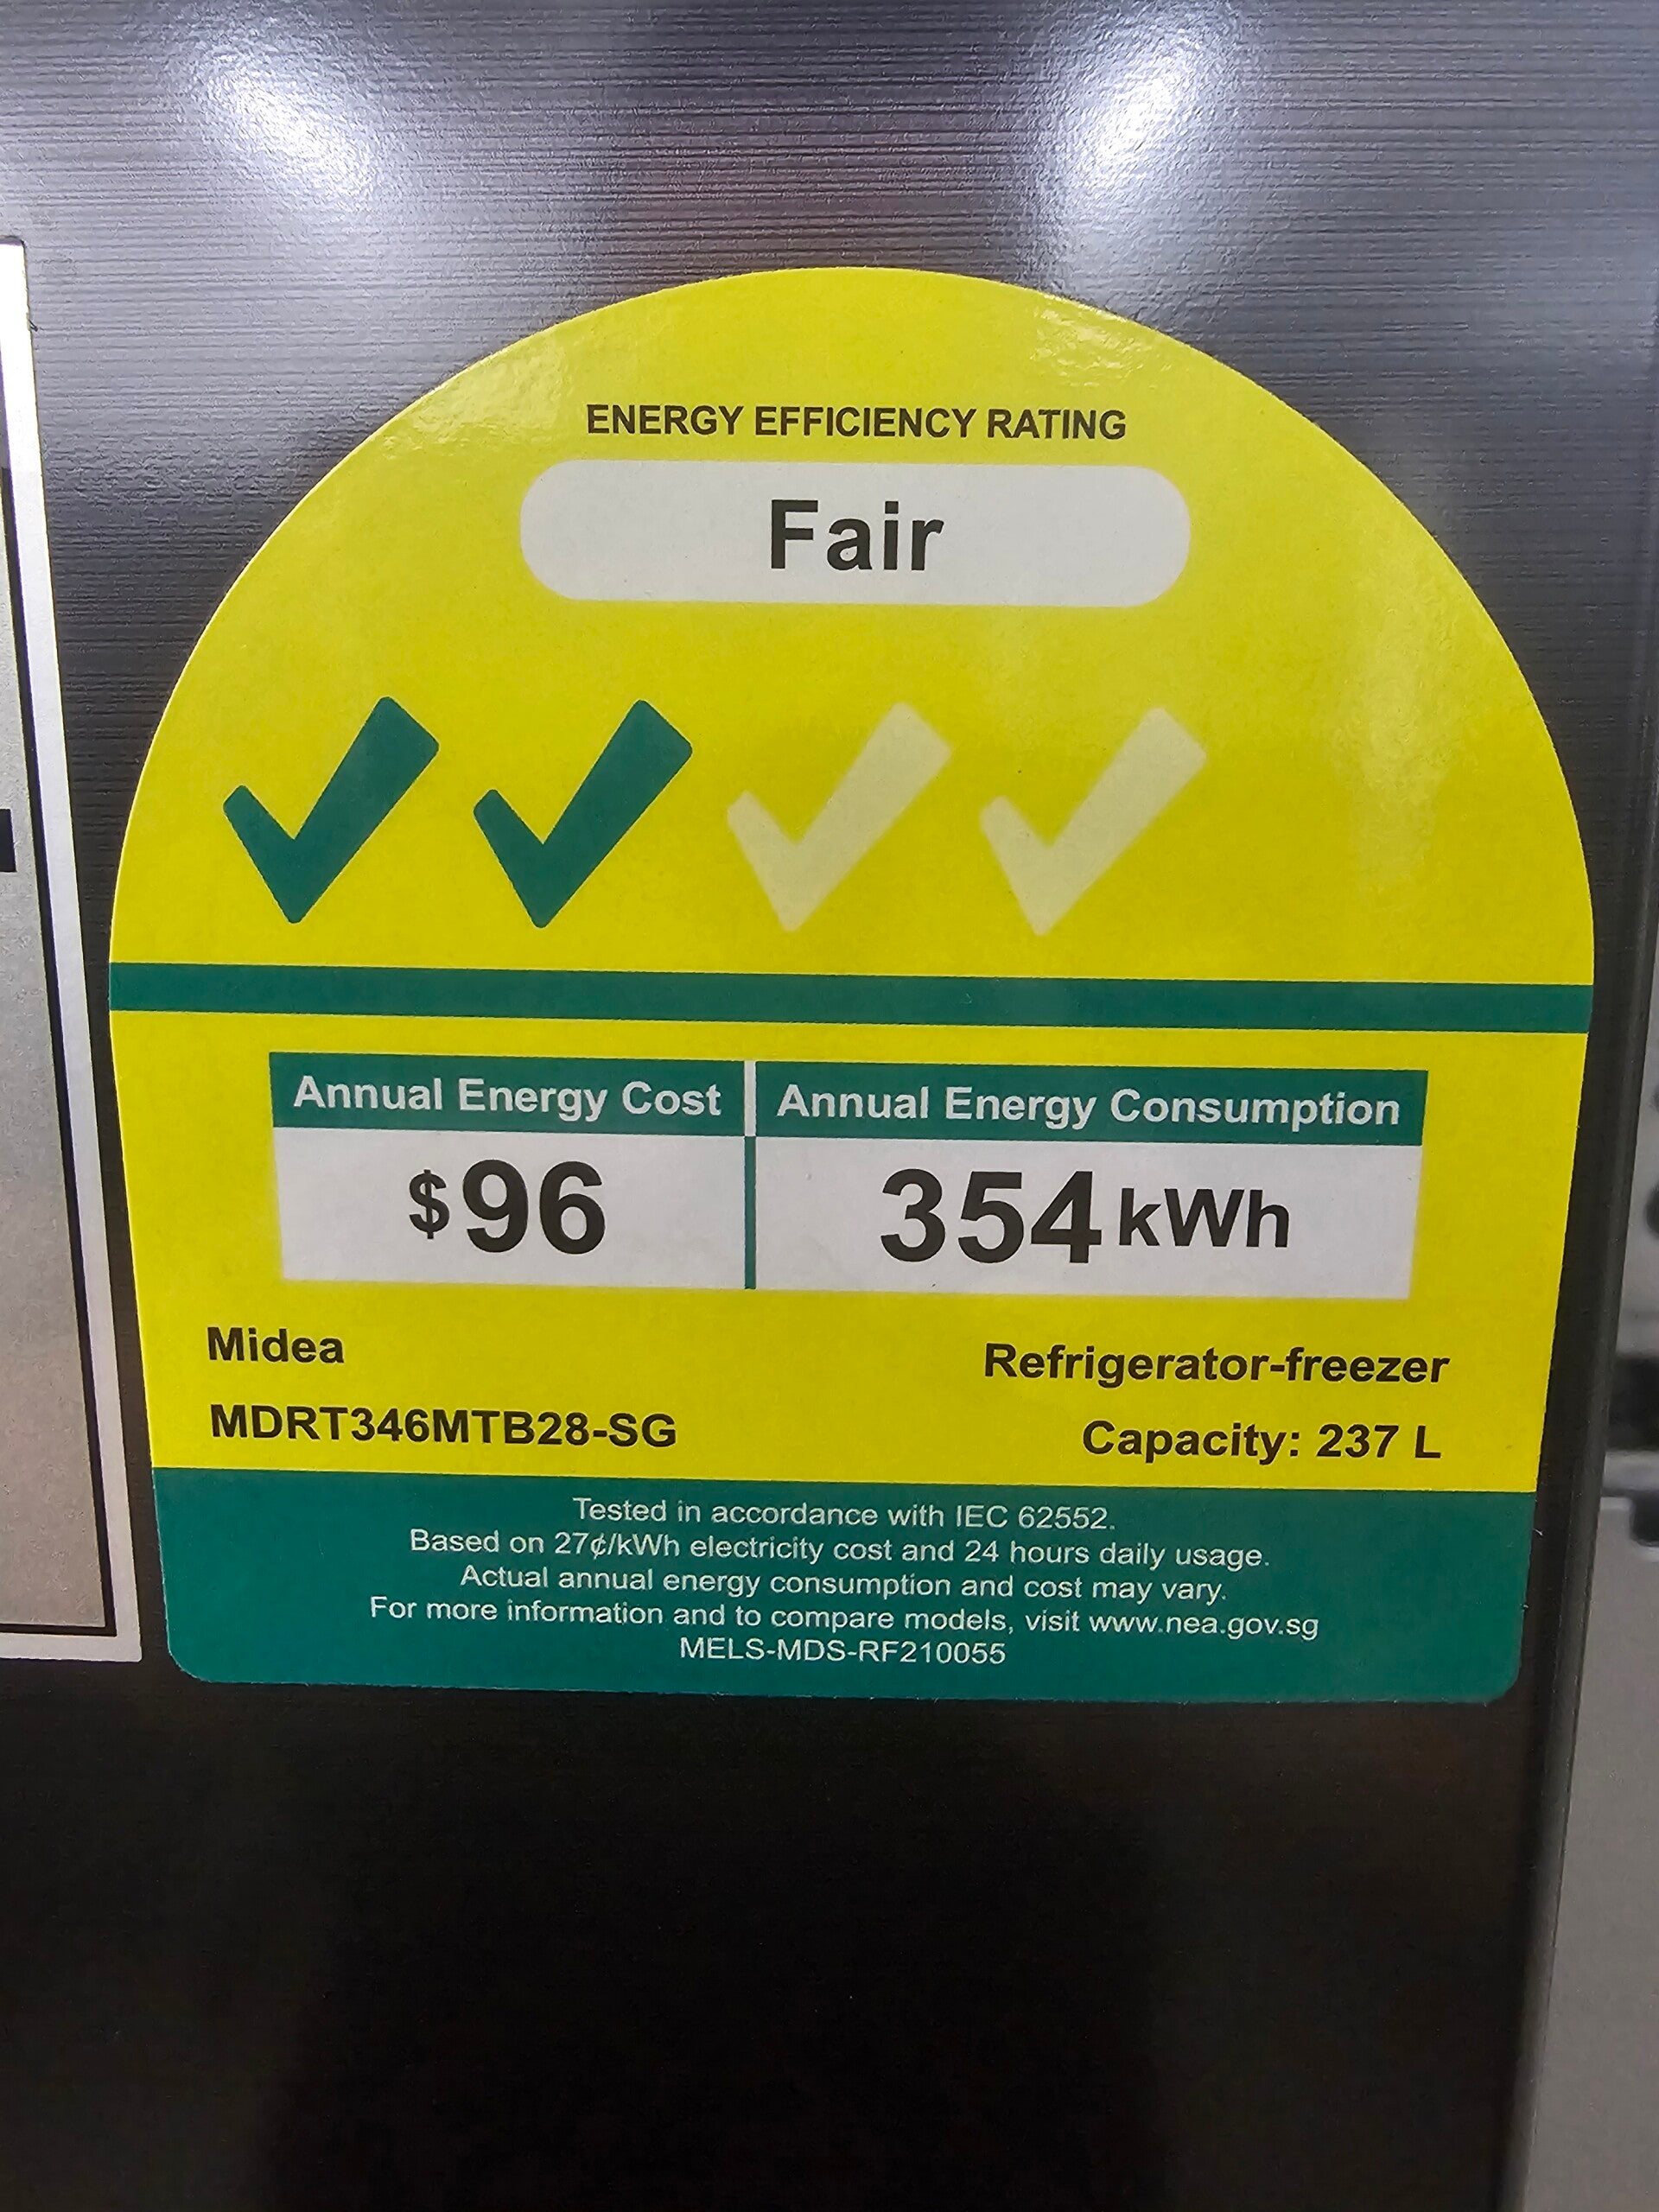 ENERGY EFFICIENCY RATING
Fair
Annual Energy Cost
Annual Energy Consumption
$96
354 kWh
Midea
Refrigerator-freezer
MDRT346MTB28-SG
Capacity: 237 L
Tested in accordance with IEC 62552.
Based on 27¢/kWh electricity cost and 24 hours daily usage.
Actual annual energy consumption and cost may vary.
For more information and to compare models, visit www.nea.gov.sg
MELS-MDS-RF210055